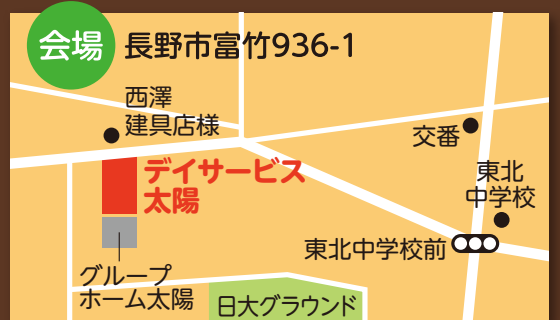 会場 長野市富竹936-1
西澤
建具店様
交番
デイサービス
太陽
東北
中学校
東北中学校前
グループ
ホーム太陽
日大グラウンド